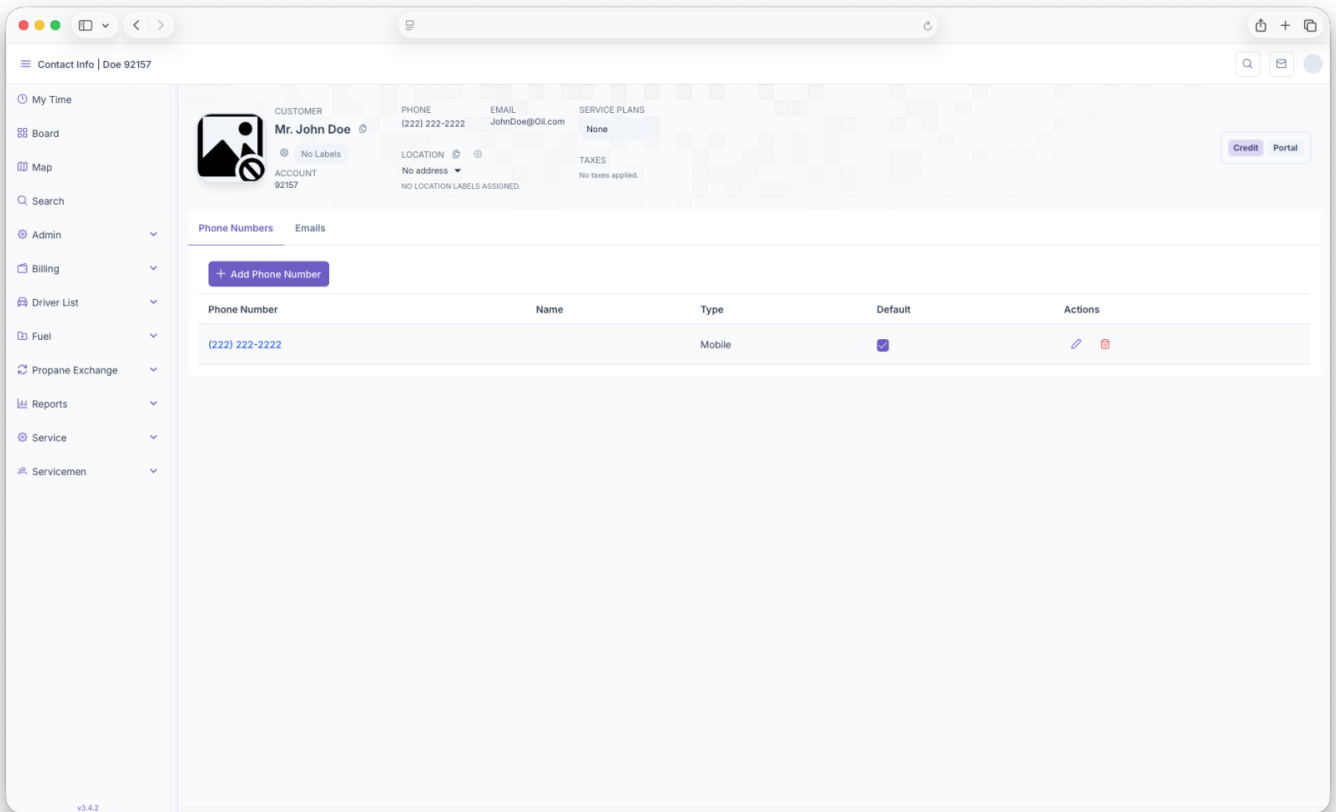 Contact Info | Doe 92157
My Time
Board
Map
Search
Admin
Billing
Driver List
Fuel
Propane Exchange
Reports
Service
Servicemen
v3.4.2
CUSTOMER
Mr. John Doe
No Labels
ACCOUNT
92157
PHONE
(222) 222-2222
EMAIL
JohnDoe@Oil.com
LOCATION
No address
NO LOCATION LABELS ASSIGNED.
SERVICE PLANS
None
TAXES
No taxes applied.
Credit Portal
Phone Numbers Emails
+ Add Phone Number
Phone Number Name Type Default Actions
(222) 222-2222 Mobile